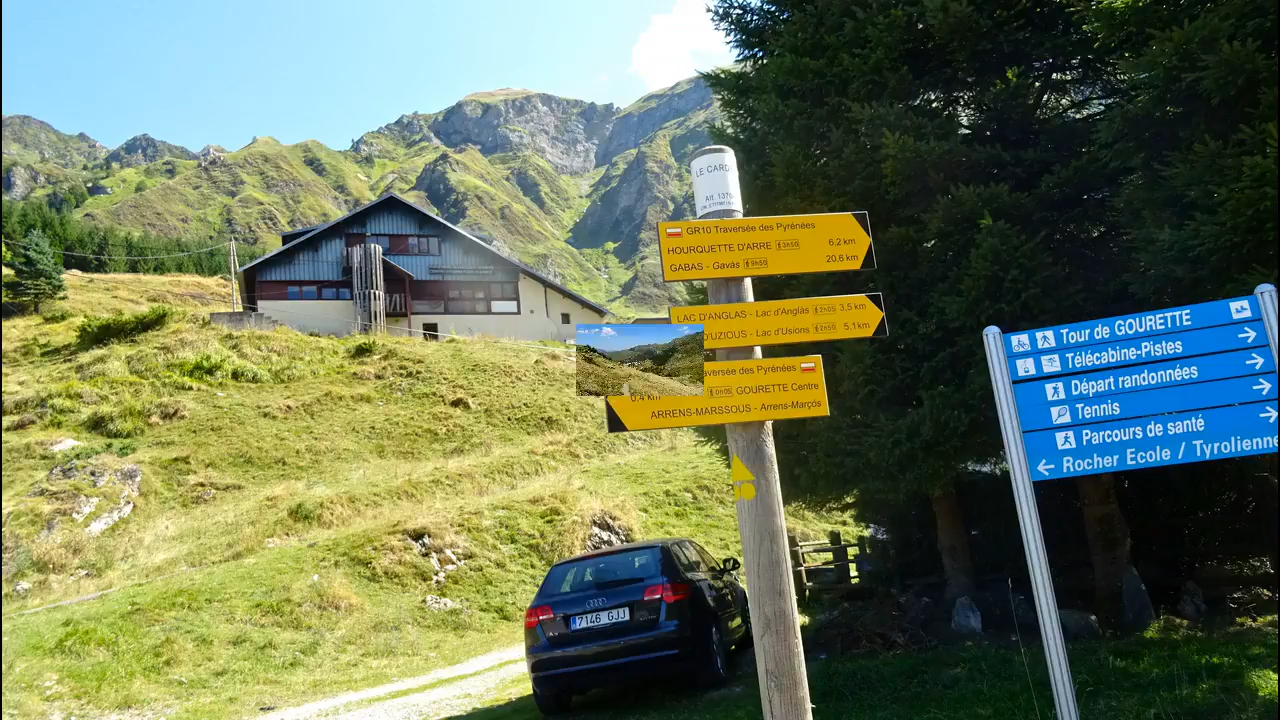 LE CARD
Alt. 1370
GR10 Traversée des Pyrénées
HOURQUETTE D'ARRE 3h50 6,2 km
GABAS - Gavàs 9h50 20,6 km
LAC D'ANGLAS - Lac d'Anglàs 2h05 3,5 km
D'UZIOUS - Lac d'Usions 2h50 5,1 km
aversée des Pyrénées
0,4 km 0h05 GOURETTE Centre
ARRENS-MARSSOUS - Arrens-Marçós
Tour de GOURETTE
Télécabine-Pistes
Départ randonnées
Tennis
Parcours de santé
Rocher Ecole / Tyrolienne
7146 GJJ